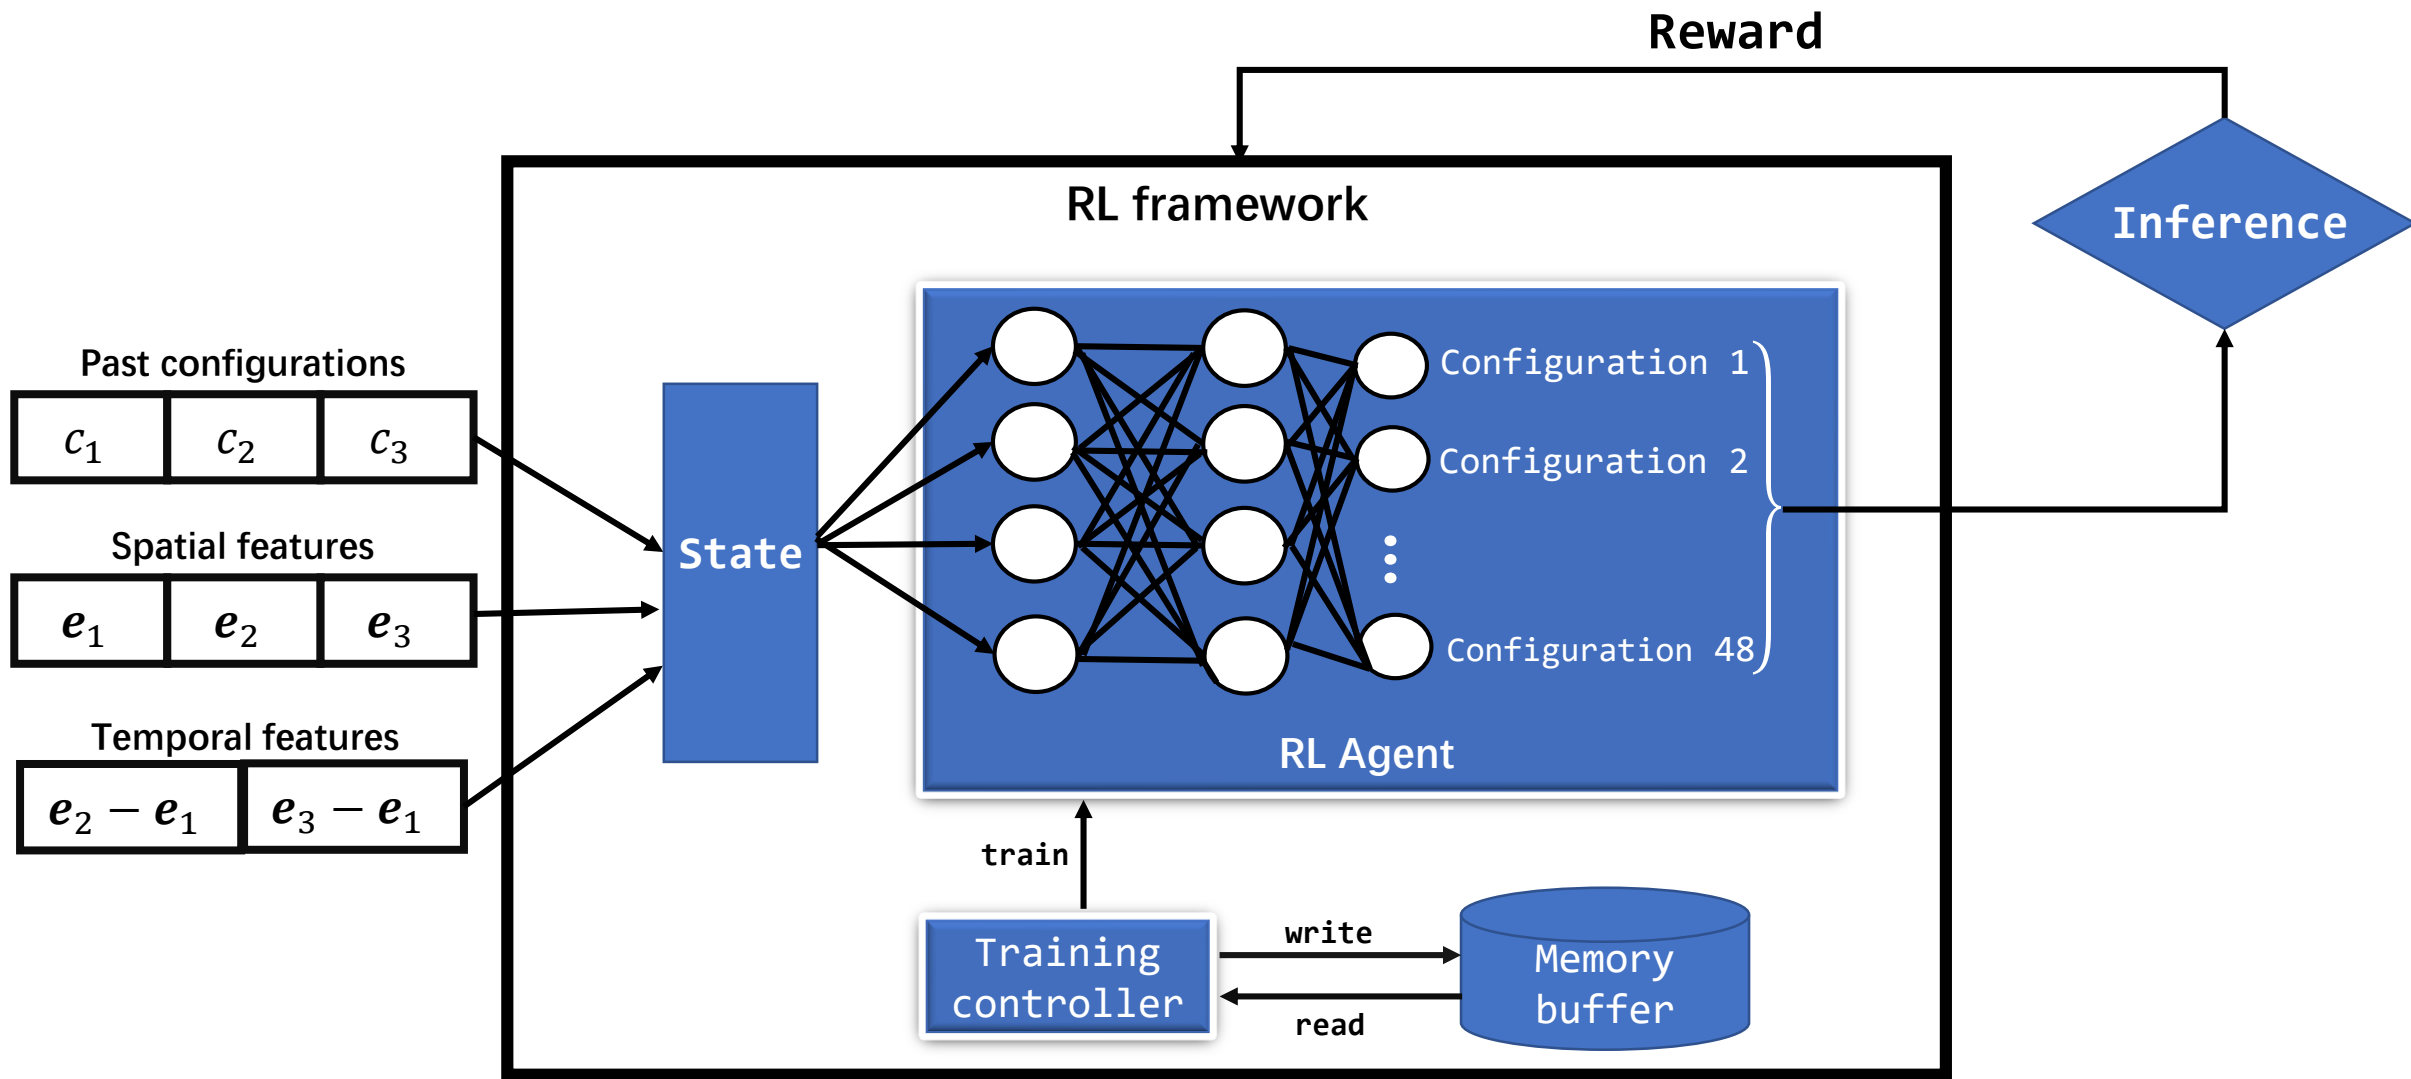 Reward
RL framework
Inference
Past configurations
c₁ c₂ c₃
Spatial features
e₁ e₂ e₃
Temporal features
e₂ − e₁ e₃ − e₁
State
Configuration 1
Configuration 2
Configuration 48
RL Agent
train
Training
controller
write
read
Memory
buffer